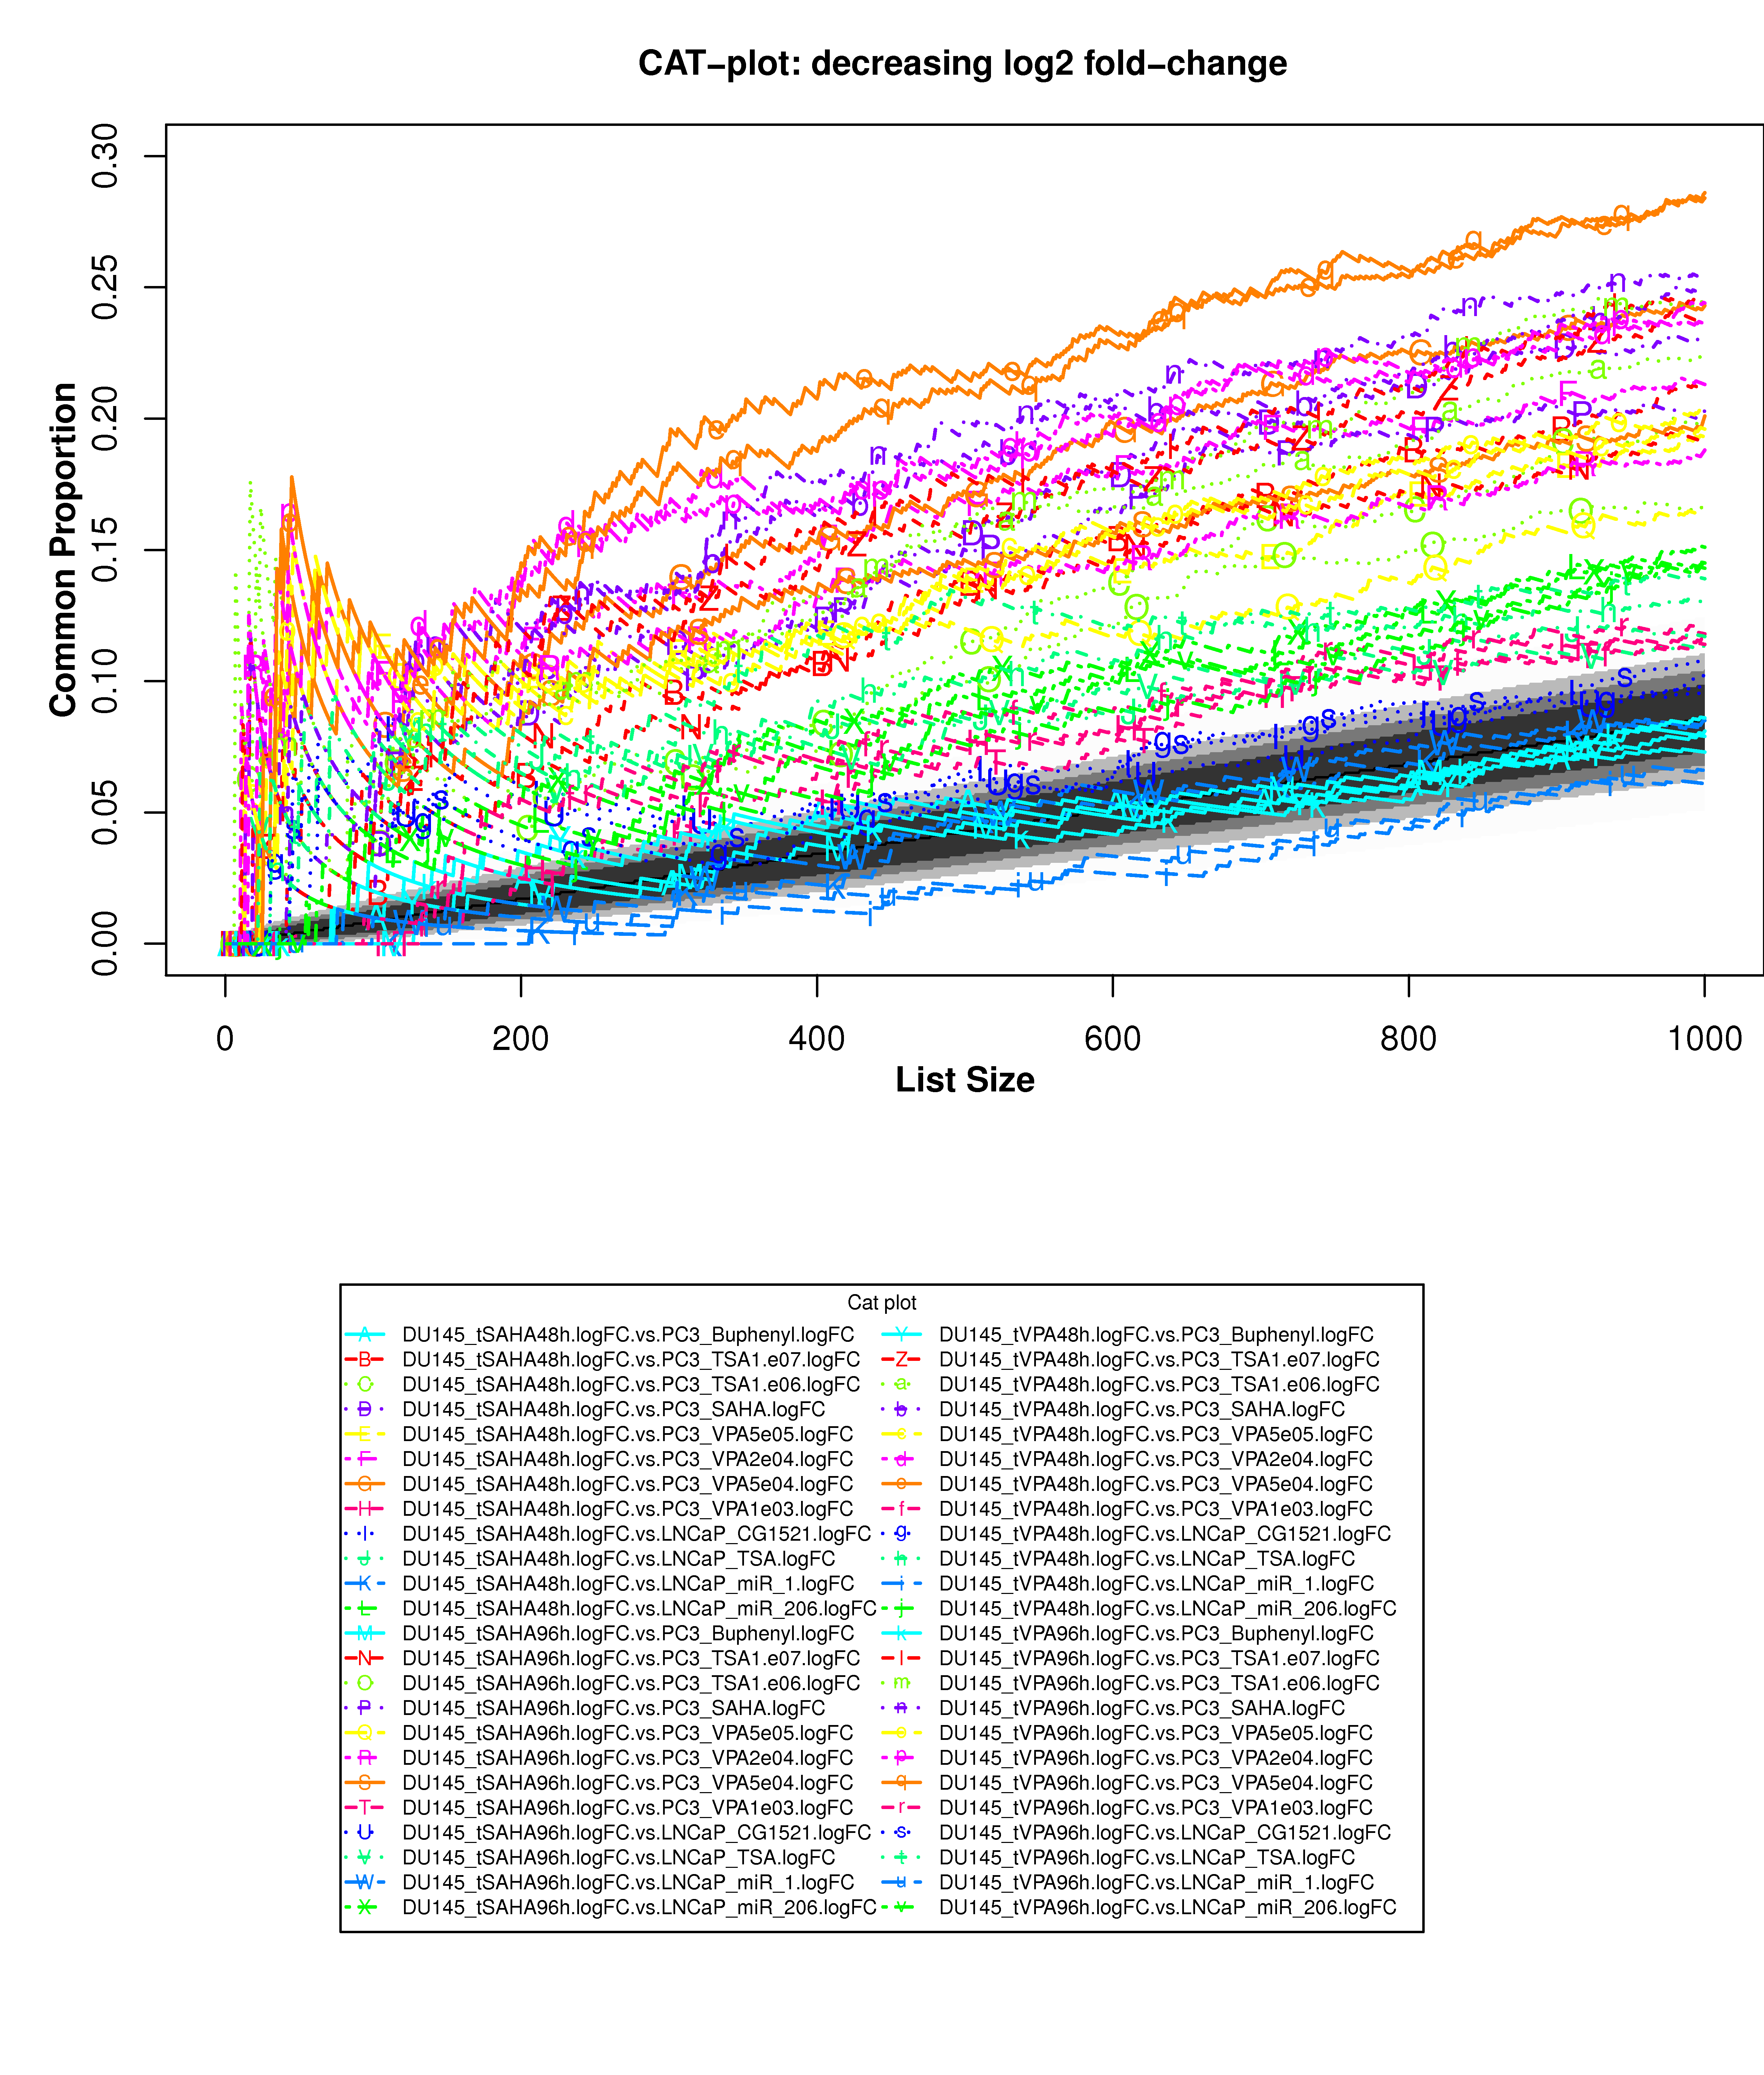 CAT−plot: decreasing log2 fold−change
Common Proportion
0.30
0.25
0.20
0.15
0.10
0.05
0.00
0 200 400 600 800 1000
List Size
Cat plot
A DU145_tSAHA48h.logFC.vs.PC3_Buphenyl.logFC Y DU145_tVPA48h.logFC.vs.PC3_Buphenyl.logFC
B DU145_tSAHA48h.logFC.vs.PC3_TSA1.e07.logFC Z DU145_tVPA48h.logFC.vs.PC3_TSA1.e07.logFC
C DU145_tSAHA48h.logFC.vs.PC3_TSA1.e06.logFC a DU145_tVPA48h.logFC.vs.PC3_TSA1.e06.logFC
D DU145_tSAHA48h.logFC.vs.PC3_SAHA.logFC b DU145_tVPA48h.logFC.vs.PC3_SAHA.logFC
E DU145_tSAHA48h.logFC.vs.PC3_VPA5e05.logFC c DU145_tVPA48h.logFC.vs.PC3_VPA5e05.logFC
F DU145_tSAHA48h.logFC.vs.PC3_VPA2e04.logFC d DU145_tVPA48h.logFC.vs.PC3_VPA2e04.logFC
G DU145_tSAHA48h.logFC.vs.PC3_VPA5e04.logFC e DU145_tVPA48h.logFC.vs.PC3_VPA5e04.logFC
H DU145_tSAHA48h.logFC.vs.PC3_VPA1e03.logFC f DU145_tVPA48h.logFC.vs.PC3_VPA1e03.logFC
I DU145_tSAHA48h.logFC.vs.LNCaP_CG1521.logFC g DU145_tVPA48h.logFC.vs.LNCaP_CG1521.logFC
J DU145_tSAHA48h.logFC.vs.LNCaP_TSA.logFC h DU145_tVPA48h.logFC.vs.LNCaP_TSA.logFC
K DU145_tSAHA48h.logFC.vs.LNCaP_miR_1.logFC i DU145_tVPA48h.logFC.vs.LNCaP_miR_1.logFC
L DU145_tSAHA48h.logFC.vs.LNCaP_miR_206.logFC j DU145_tVPA48h.logFC.vs.LNCaP_miR_206.logFC
M DU145_tSAHA96h.logFC.vs.PC3_Buphenyl.logFC k DU145_tVPA96h.logFC.vs.PC3_Buphenyl.logFC
N DU145_tSAHA96h.logFC.vs.PC3_TSA1.e07.logFC l DU145_tVPA96h.logFC.vs.PC3_TSA1.e07.logFC
O DU145_tSAHA96h.logFC.vs.PC3_TSA1.e06.logFC m DU145_tVPA96h.logFC.vs.PC3_TSA1.e06.logFC
P DU145_tSAHA96h.logFC.vs.PC3_SAHA.logFC n DU145_tVPA96h.logFC.vs.PC3_SAHA.logFC
Q DU145_tSAHA96h.logFC.vs.PC3_VPA5e05.logFC o DU145_tVPA96h.logFC.vs.PC3_VPA5e05.logFC
R DU145_tSAHA96h.logFC.vs.PC3_VPA2e04.logFC p DU145_tVPA96h.logFC.vs.PC3_VPA2e04.logFC
S DU145_tSAHA96h.logFC.vs.PC3_VPA5e04.logFC q DU145_tVPA96h.logFC.vs.PC3_VPA5e04.logFC
T DU145_tSAHA96h.logFC.vs.PC3_VPA1e03.logFC r DU145_tVPA96h.logFC.vs.PC3_VPA1e03.logFC
U DU145_tSAHA96h.logFC.vs.LNCaP_CG1521.logFC s DU145_tVPA96h.logFC.vs.LNCaP_CG1521.logFC
V DU145_tSAHA96h.logFC.vs.LNCaP_TSA.logFC t DU145_tVPA96h.logFC.vs.LNCaP_TSA.logFC
W DU145_tSAHA96h.logFC.vs.LNCaP_miR_1.logFC u DU145_tVPA96h.logFC.vs.LNCaP_miR_1.logFC
X DU145_tSAHA96h.logFC.vs.LNCaP_miR_206.logFC v DU145_tVPA96h.logFC.vs.LNCaP_miR_206.logFC